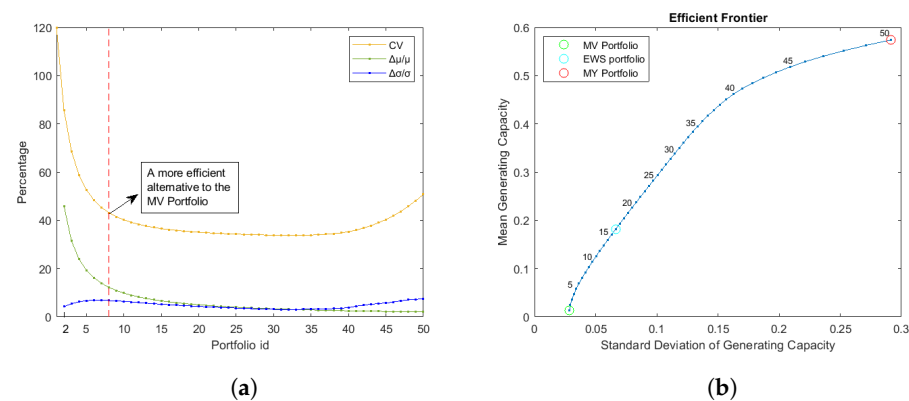 120
100
80
60
40
20
0
Percentage
2 5 10 15 20 25 30 35 40 45 50
Portfolio id
CV
Δμ/μ
Δσ/σ
A more efficient
alternative to the
MV Portfolio
(a)
Efficient Frontier
0.6
0.5
0.4
0.3
0.2
0.1
0
Mean Generating Capacity
0 0.05 0.1 0.15 0.2 0.25 0.3
Standard Deviation of Generating Capacity
MV Portfolio
EWS portfolio
MY Portfolio
50
45
40
35
30
25
20
15
10
5
(b)